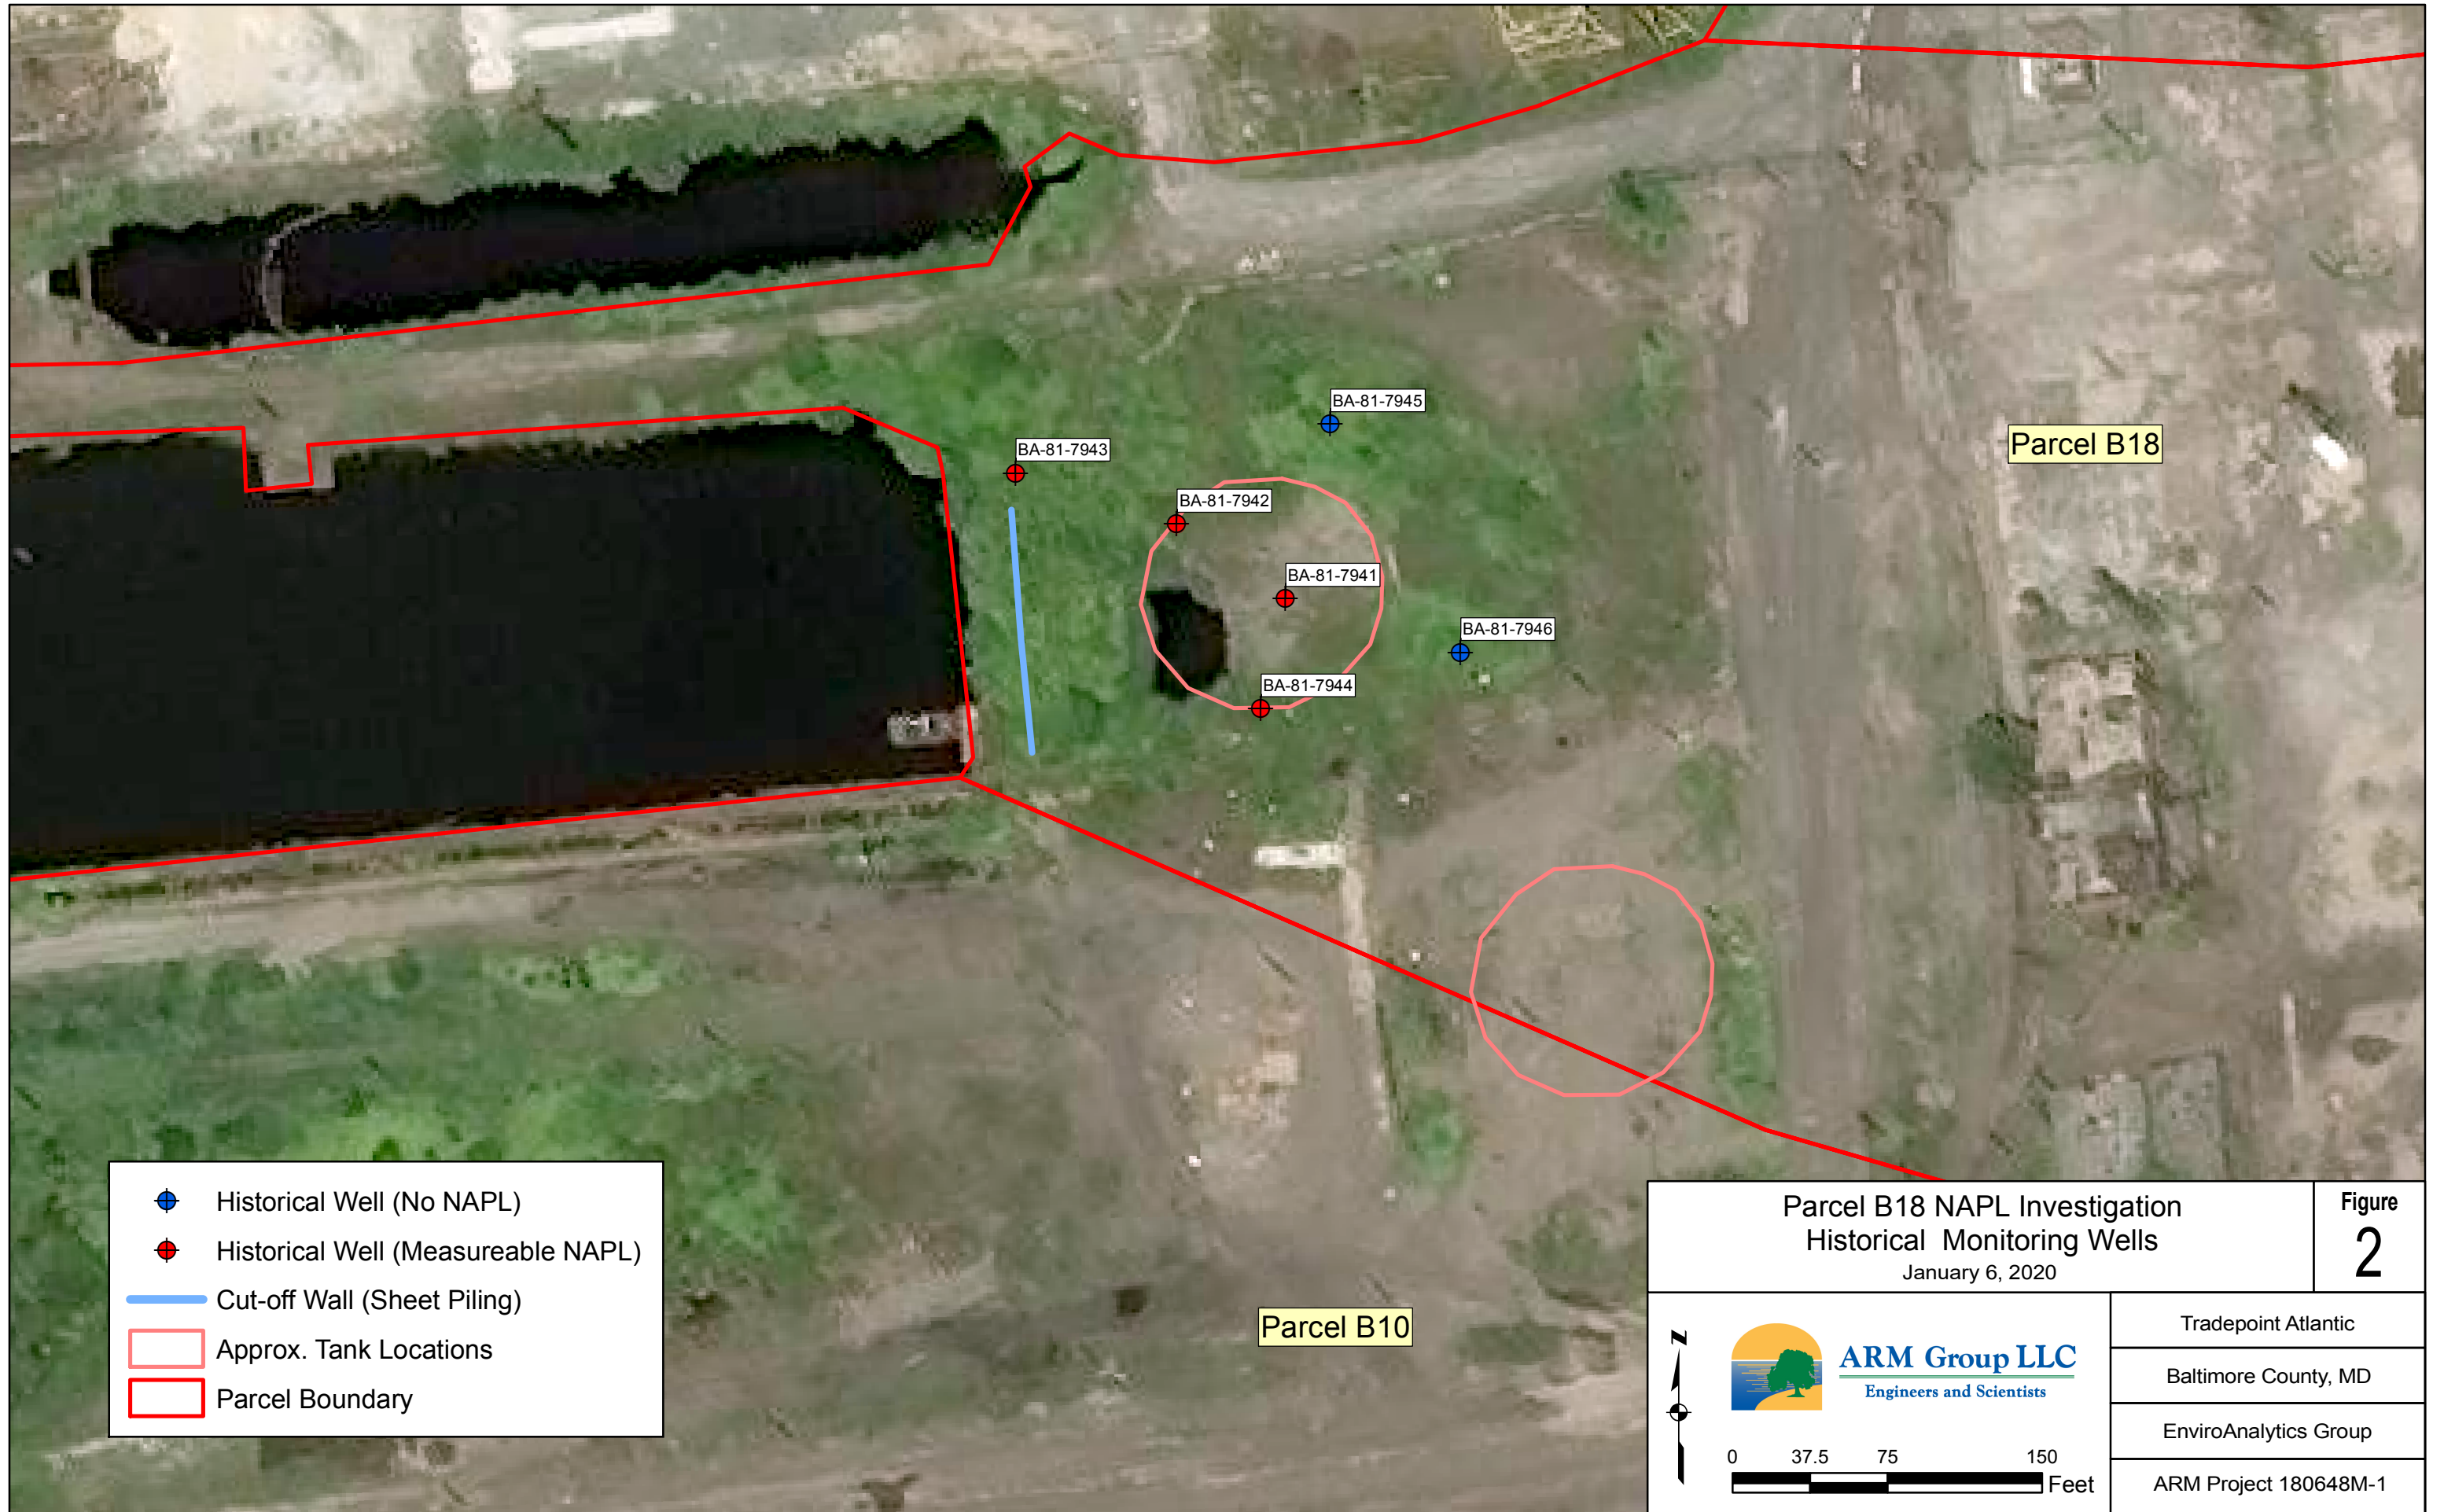 BA-81-7945
Parcel B18
BA-81-7943
BA-81-7942
BA-81-7941
BA-81-7946
BA-81-7944
Parcel B10
Historical Well (No NAPL)
Historical Well (Measureable NAPL)
Cut-off Wall (Sheet Piling)
Approx. Tank Locations
Parcel Boundary
Parcel B18 NAPL Investigation
Historical Monitoring Wells
January 6, 2020
Figure
2
Z
ARM Group LLC
Engineers and Scientists
0 37.5 75 150
Feet
Tradepoint Atlantic
Baltimore County, MD
EnviroAnalytics Group
ARM Project 180648M-1